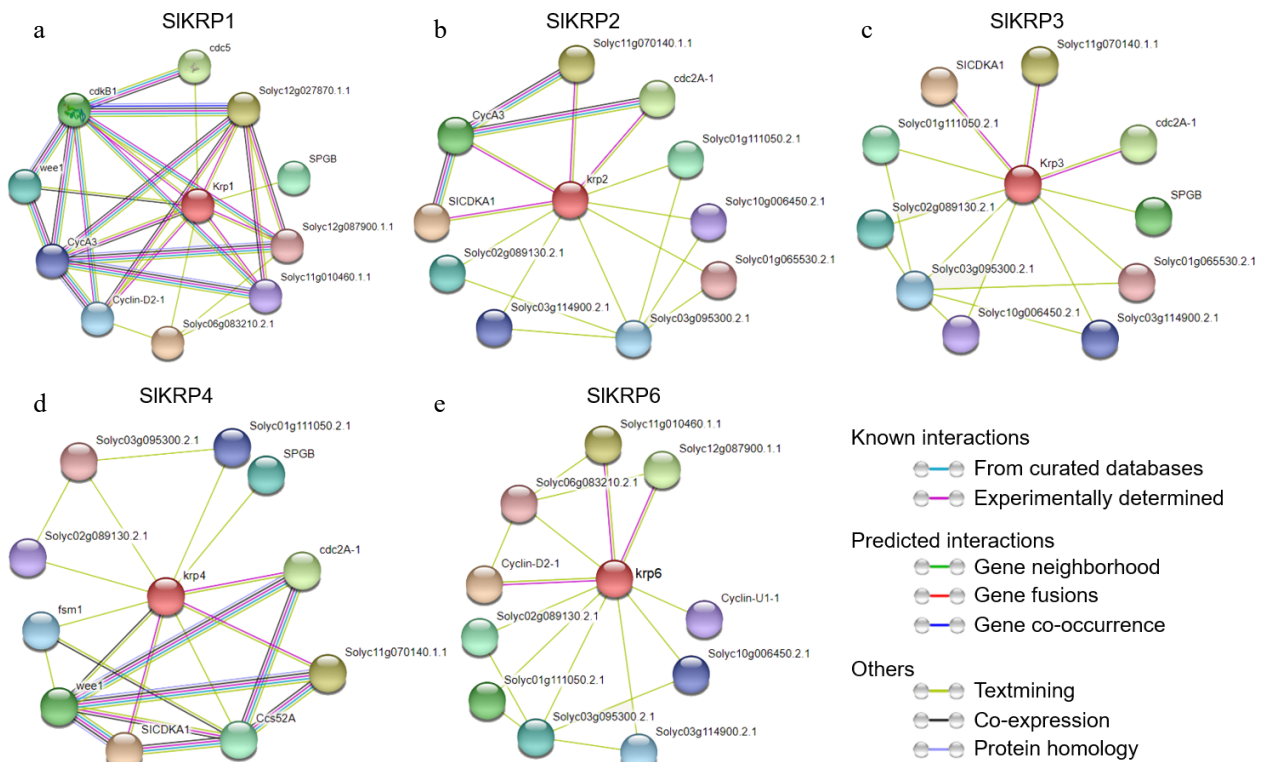 a
SlKRP1
cdc5
cdkB1
Solyc12g027870.1.1
SPGB
wee1
Krp1
Solyc12g087900.1.1
CycA3
Solyc11g010460.1.1
Cyclin-D2-1
Solyc06g083210.2.1
b
SlKRP2
Solyc11g070140.1.1
cdc2A-1
CycA3
Solyc01g111050.2.1
krp2
SlCDKA1
Solyc10g006450.2.1
Solyc02g089130.2.1
Solyc01g065530.2.1
Solyc03g114900.2.1
Solyc03g095300.2.1
c
SlKRP3
Solyc11g070140.1.1
SlCDKA1
Solyc01g111050.2.1
cdc2A-1
Krp3
SPGB
Solyc02g089130.2.1
Solyc01g065530.2.1
Solyc03g095300.2.1
Solyc10g006450.2.1
Solyc03g114900.2.1
d
SlKRP4
Solyc01g111050.2.1
Solyc03g095300.2.1
SPGB
Solyc02g089130.2.1
cdc2A-1
krp4
fsm1
Solyc11g070140.1.1
wee1
Ccs52A
SlCDKA1
e
SlKRP6
Solyc11g010460.1.1
Solyc12g087900.1.1
Solyc06g083210.2.1
Cyclin-D2-1
krp6
Cyclin-U1-1
Solyc02g089130.2.1
Solyc10g006450.2.1
Solyc01g111050.2.1
Solyc03g095300.2.1
Solyc03g114900.2.1
Known interactions
From curated databases
Experimentally determined
Predicted interactions
Gene neighborhood
Gene fusions
Gene co-occurrence
Others
Textmining
Co-expression
Protein homology